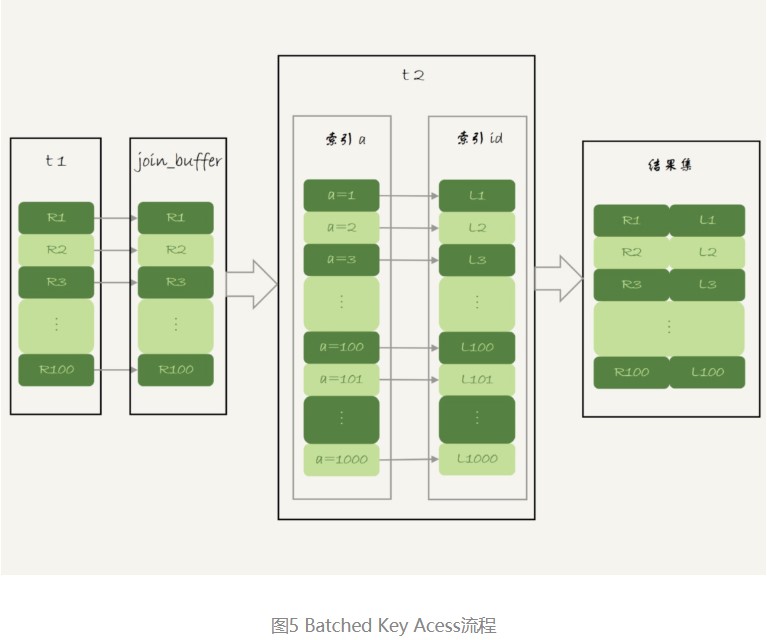 t1
R1
R2
R3
⋮
R100
join_buffer
R1
R2
R3
⋮
R100
t2
索引 a
a=1
a=2
a=3
⋮
a=100
a=101
⋮
a=1000
索引 id
L1
L2
L3
⋮
L100
L101
⋮
L1000
结果集
R1 L1
R2 L2
R3 L3
⋮
R100 L100
图5 Batched Key Acess流程